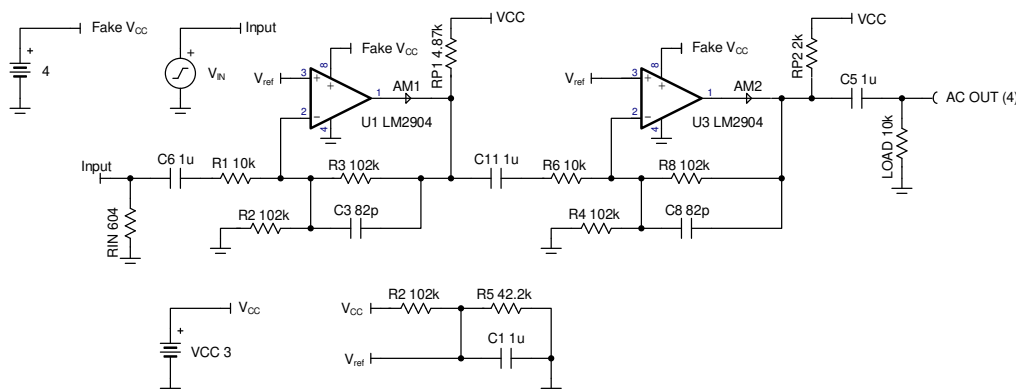 Fake VCC
4
Input
VIN
VCC
RP1 4.87k
Fake VCC
Vref
3
8
1
2
4
AM1
U1 LM2904
Input
C6 1u
R1 10k
R3 102k
R2 102k
C3 82p
RIN 604
C11 1u
VCC
RP2 2k
Fake VCC
Vref
3
8
1
2
4
AM2
U3 LM2904
R6 10k
R8 102k
R4 102k
C8 82p
C5 1u
AC OUT (4)
LOAD 10k
VCC
VCC 3
VCC
R2 102k
R5 42.2k
Vref
C1 1u